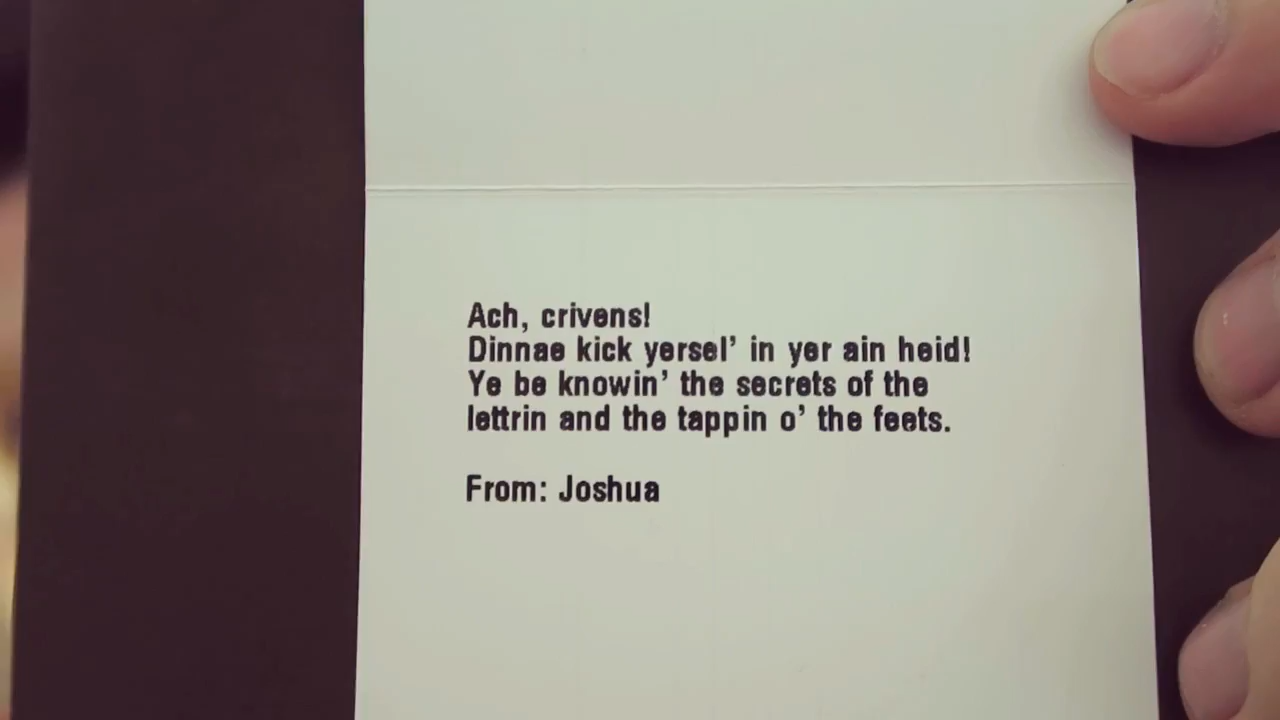 Ach, crivens!
Dinnae kick yersel' in yer ain heid!
Ye be knowin' the secrets of the
lettrin and the tappin o' the feets.
From: Joshua